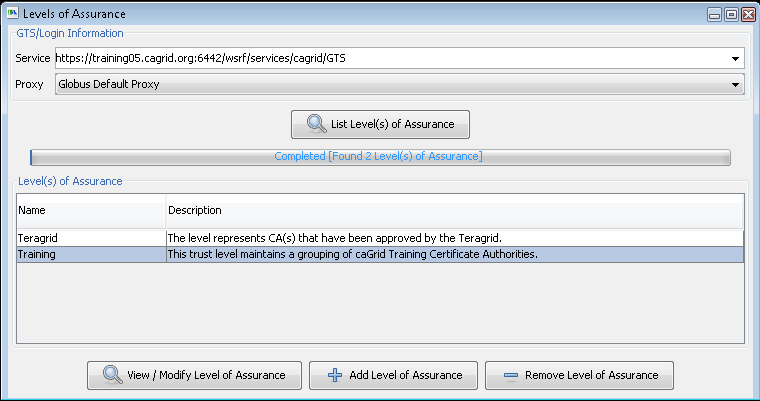 Levels of Assurance
GTS/Login Information
Service https://training05.cagrid.org:6442/wsrf/services/cagrid/GTS
Proxy Globus Default Proxy
List Level(s) of Assurance
Completed [Found 2 Level(s) of Assurance]
Level(s) of Assurance
Name Description
Teragrid The level represents CA(s) that have been approved by the Teragrid.
Training This trust level maintains a grouping of caGrid Training Certificate Authorities.
View / Modify Level of Assurance Add Level of Assurance Remove Level of Assurance